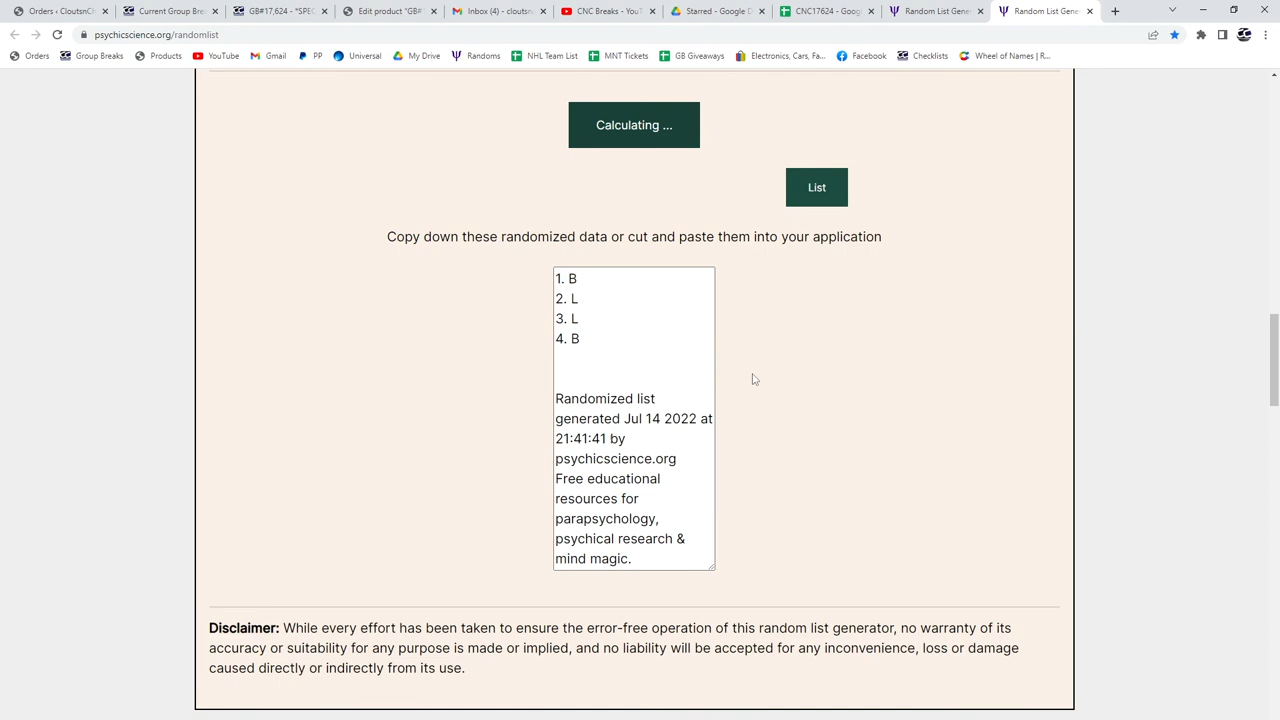 Orders ‹ CloutsnCh
Current Group Brea
GB#17,624 - *SPEC
Edit product "GB#
Inbox (4) - cloutsn
CNC Breaks - YouT
Starred - Google D
CNC17624 - Goog
Random List Gene
Random List Gene
psychicscience.org/randomlist
Orders
Group Breaks
Products
YouTube
Gmail
PP
Universal
My Drive
Randoms
NHL Team List
MNT Tickets
GB Giveaways
Electronics, Cars, Fa...
Facebook
Checklists
Wheel of Names | R...
Calculating ...
List
Copy down these randomized data or cut and paste them into your application
1. B
2. L
3. L
4. B
Randomized list
generated Jul 14 2022 at
21:41:41 by
psychicscience.org
Free educational
resources for
parapsychology,
psychical research &
mind magic.
Disclaimer: While every effort has been taken to ensure the error-free operation of this random list generator, no warranty of its
accuracy or suitability for any purpose is made or implied, and no liability will be accepted for any inconvenience, loss or damage
caused directly or indirectly from its use.